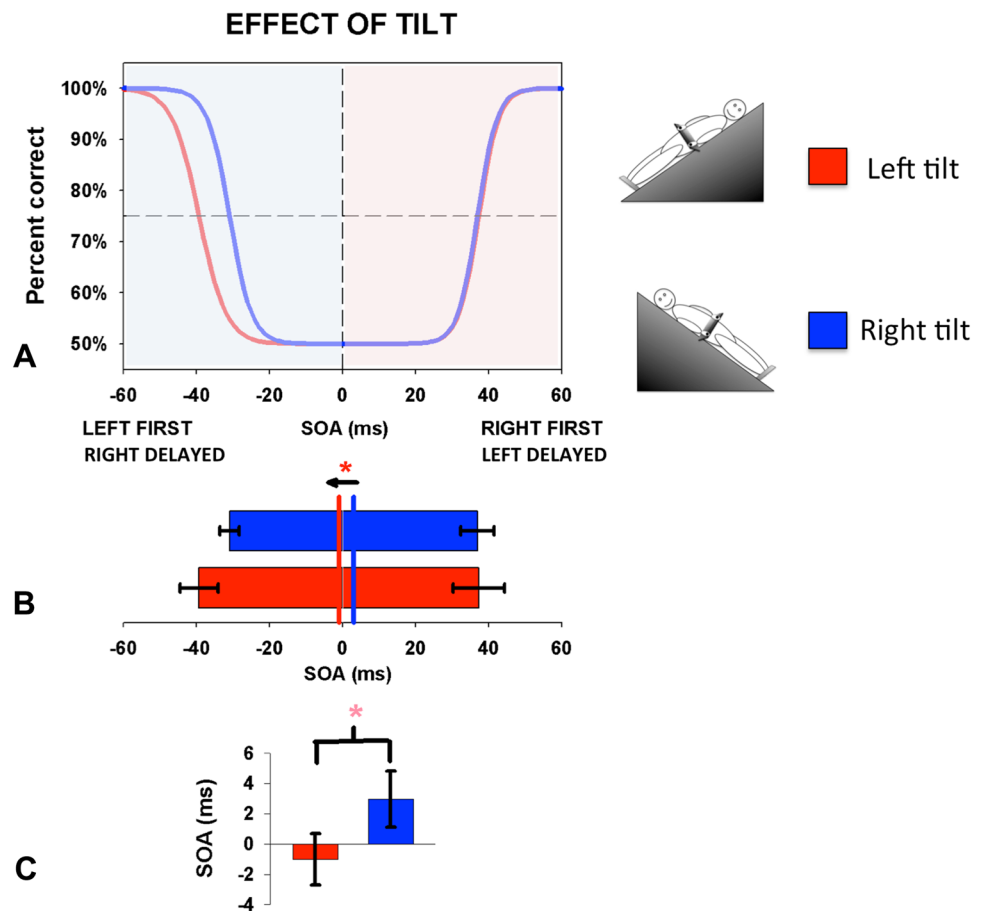 A
EFFECT OF TILT
Percent correct
100%
90%
80%
70%
60%
50%
-60 -40 -20 0 20 40 60
LEFT FIRST SOA (ms) RIGHT FIRST
RIGHT DELAYED LEFT DELAYED
Left tilt
Right tilt
*
B
-60 -40 -20 0 20 40 60
SOA (ms)
*
C
SOA (ms)
6
4
2
0
-2
-4